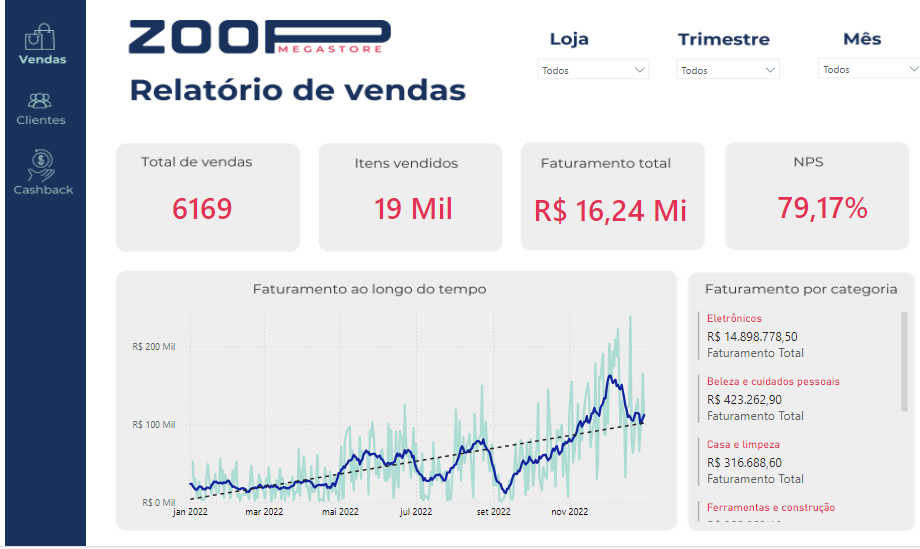 Vendas
Clientes
Cashback
ZOOP
MEGASTORE
Relatório de vendas
Loja
Todos
Trimestre
Todos
Mês
Todos
Total de vendas
6169
Itens vendidos
19 Mil
Faturamento total
R$ 16,24 Mi
NPS
79,17%
Faturamento ao longo do tempo
R$ 200 Mil
R$ 100 Mil
R$ 0 Mil
jan 2022
mar 2022
mai 2022
jul 2022
set 2022
nov 2022
Faturamento por categoria
Eletrônicos
R$ 14.898.778,50
Faturamento Total
Beleza e cuidados pessoais
R$ 423.262,90
Faturamento Total
Casa e limpeza
R$ 316.688,60
Faturamento Total
Ferramentas e construção